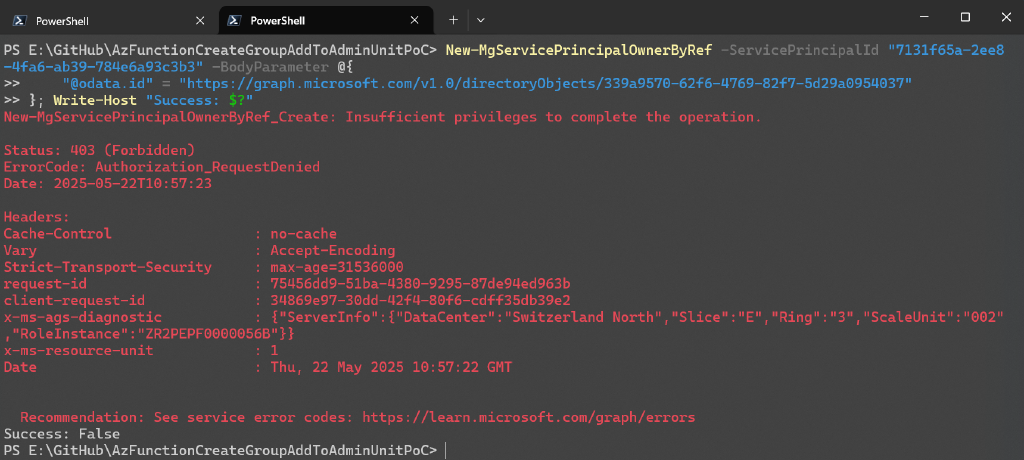 PowerShell
PowerShell
PS E:\GitHub\AzFunctionCreateGroupAddToAdminUnitPoC> New-MgServicePrincipalOwnerByRef -ServicePrincipalId "7131f65a-2ee8
-4fa6-ab39-784e6a93c3b3" -BodyParameter @{
>>     "@odata.id" = "https://graph.microsoft.com/v1.0/directoryObjects/339a9570-62f6-4769-82f7-5d29a0954037"
>> }; Write-Host "Success: $?"
New-MgServicePrincipalOwnerByRef_Create: Insufficient privileges to complete the operation.
Status: 403 (Forbidden)
ErrorCode: Authorization_RequestDenied
Date: 2025-05-22T10:57:23
Headers:
Cache-Control                 : no-cache
Vary                          : Accept-Encoding
Strict-Transport-Security     : max-age=31536000
request-id                    : 75456dd9-51ba-4380-9295-87de94ed963b
client-request-id             : 34869e97-30dd-42f4-80f6-cdff35db39e2
x-ms-ags-diagnostic           : {"ServerInfo":{"DataCenter":"Switzerland North","Slice":"E","Ring":"3","ScaleUnit":"002"
,"RoleInstance":"ZR2PEPF0000056B"}}
x-ms-resource-unit            : 1
Date                          : Thu, 22 May 2025 10:57:22 GMT
Recommendation: See service error codes: https://learn.microsoft.com/graph/errors
Success: False
PS E:\GitHub\AzFunctionCreateGroupAddToAdminUnitPoC>